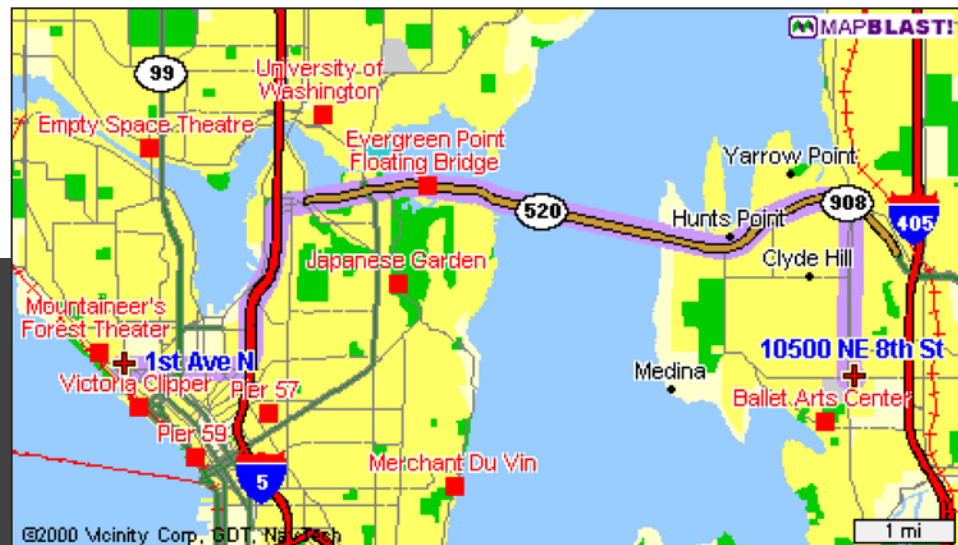 MAPBLAST!
99
University of
Washington
Empty Space Theatre
Evergreen Point
Floating Bridge
Yarrow Point
908
520
Hunts Point
405
Japanese Garden
Clyde Hill
Mountaineer's
Forest Theater
1st Ave N
10500 NE 8th St
Victoria Clipper
Pier 57
Medina
Ballet Arts Center
Pier 59
Merchant Du Vin
5
©2000 Vicinity Corp, GDT, NavTech
1 mi